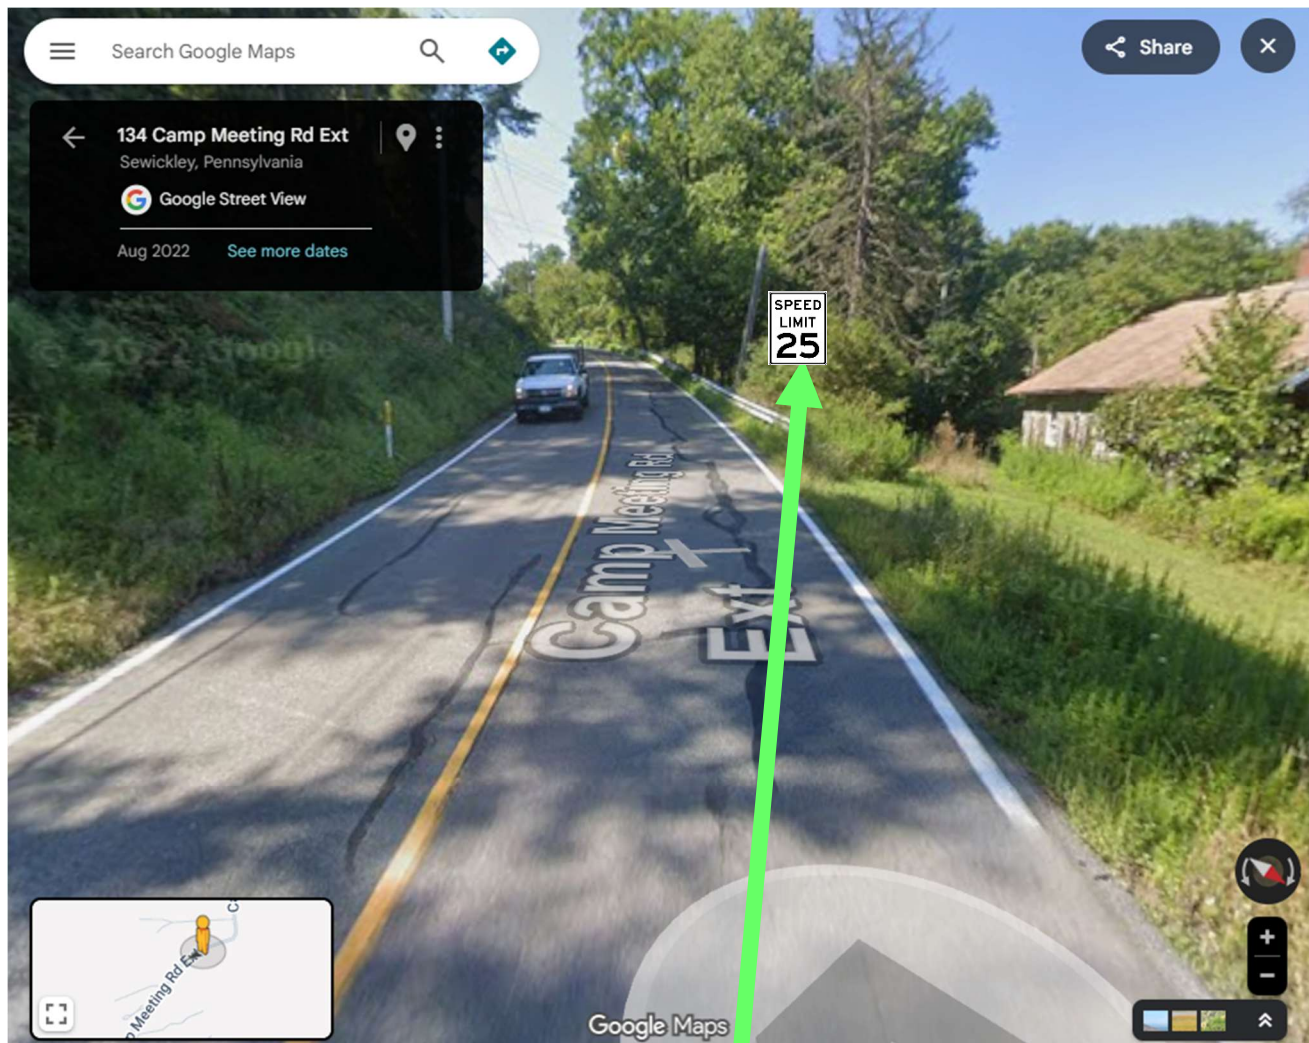 Search Google Maps
Share
134 Camp Meeting Rd Ext
Sewickley, Pennsylvania
Google Street View
Aug 2022
See more dates
SPEED
LIMIT
25
Google
Camp Meeting Rd
Ext
Meeting Rd Ext
Google Maps